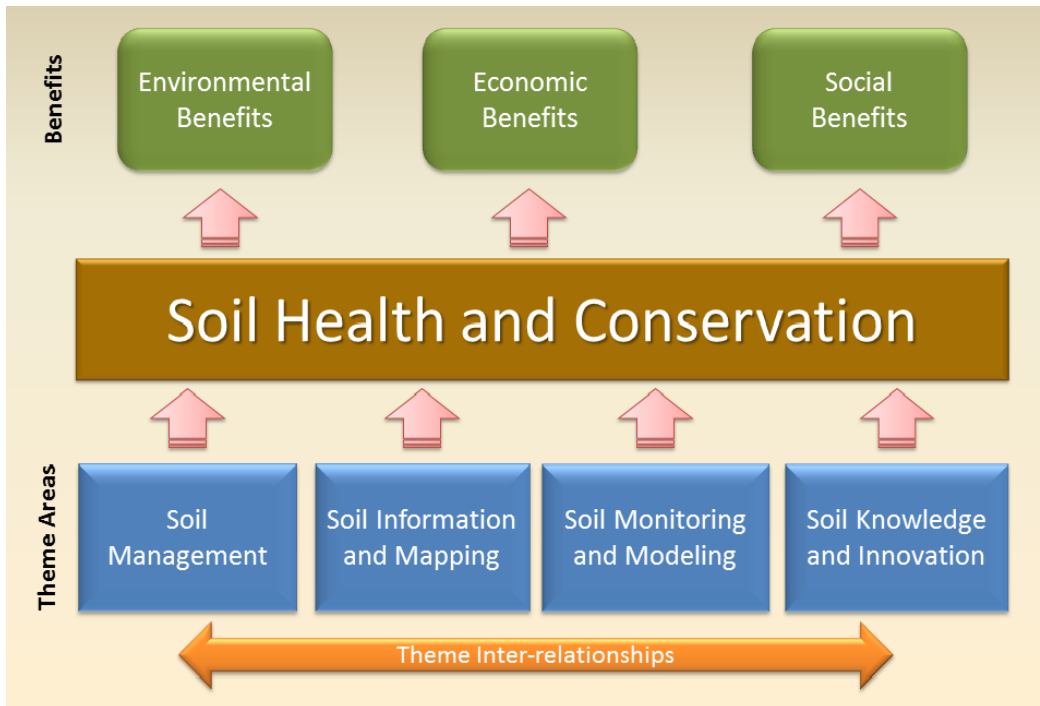 Benefits
Environmental
Benefits
Economic
Benefits
Social
Benefits
Soil Health and Conservation
Theme Areas
Soil
Management
Soil Information
and Mapping
Soil Monitoring
and Modeling
Soil Knowledge
and Innovation
Theme Inter-relationships